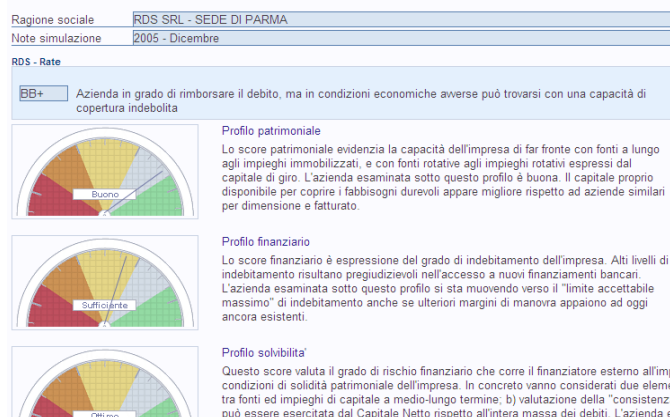 Ragione sociale RDS SRL - SEDE DI PARMA
Note simulazione 2005 - Dicembre
RDS - Rate
BB+ Azienda in grado di rimborsare il debito, ma in condizioni economiche avverse può trovarsi con una capacità di
copertura indebolita
Profilo patrimoniale
Lo score patrimoniale evidenzia la capacità dell'impresa di far fronte con fonti a lungo
agli impieghi immobilizzati, e con fonti rotative agli impieghi rotativi espressi dal
capitale di giro. L'azienda esaminata sotto questo profilo è buona. Il capitale proprio
disponibile per coprire i fabbisogni durevoli appare migliore rispetto ad aziende similari
per dimensione e fatturato.
Buono
Profilo finanziario
Lo score finanziario è espressione del grado di indebitamento dell'impresa. Alti livelli di
indebitamento risultano pregiudizievoli nell'accesso a nuovi finanziamenti bancari.
L'azienda esaminata sotto questo profilo si sta muovendo verso il "limite accettabile
massimo" di indebitamento anche se ulteriori margini di manovra appaiono ad oggi
ancora esistenti.
Sufficiente
Profilo solvibilita'
Questo score valuta il grado di rischio finanziario che corre il finanziatore esterno all'imp
condizioni di solidità patrimoniale dell'impresa. In concreto vanno considerati due eleme
tra fonti ed impieghi di capitale a medio-lungo termine; b) valutazione della "consistenz
può essere esercitata dal Capitale Netto rispetto all'intera massa dei debiti. L'azienda e
Ottimo